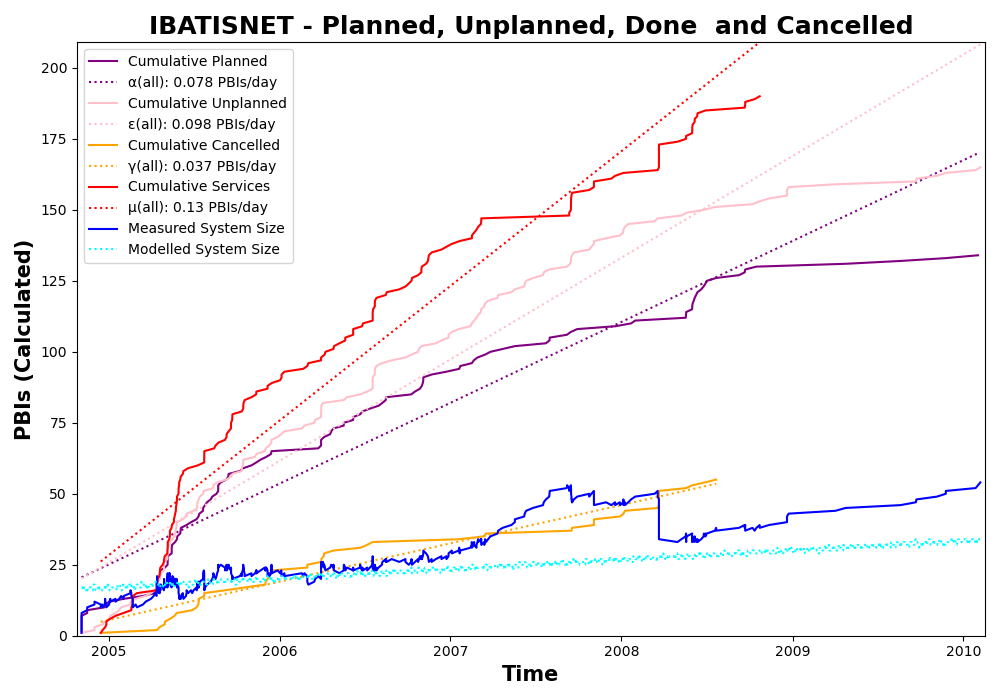 IBATISNET - Planned, Unplanned, Done  and Cancelled
PBIs (Calculated)
200
175
150
125
100
75
50
25
0
Cumulative Planned
α(all): 0.078 PBIs/day
Cumulative Unplanned
ε(all): 0.098 PBIs/day
Cumulative Cancelled
γ(all): 0.037 PBIs/day
Cumulative Services
μ(all): 0.13 PBIs/day
Measured System Size
Modelled System Size
2005 2006 2007 2008 2009 2010
Time